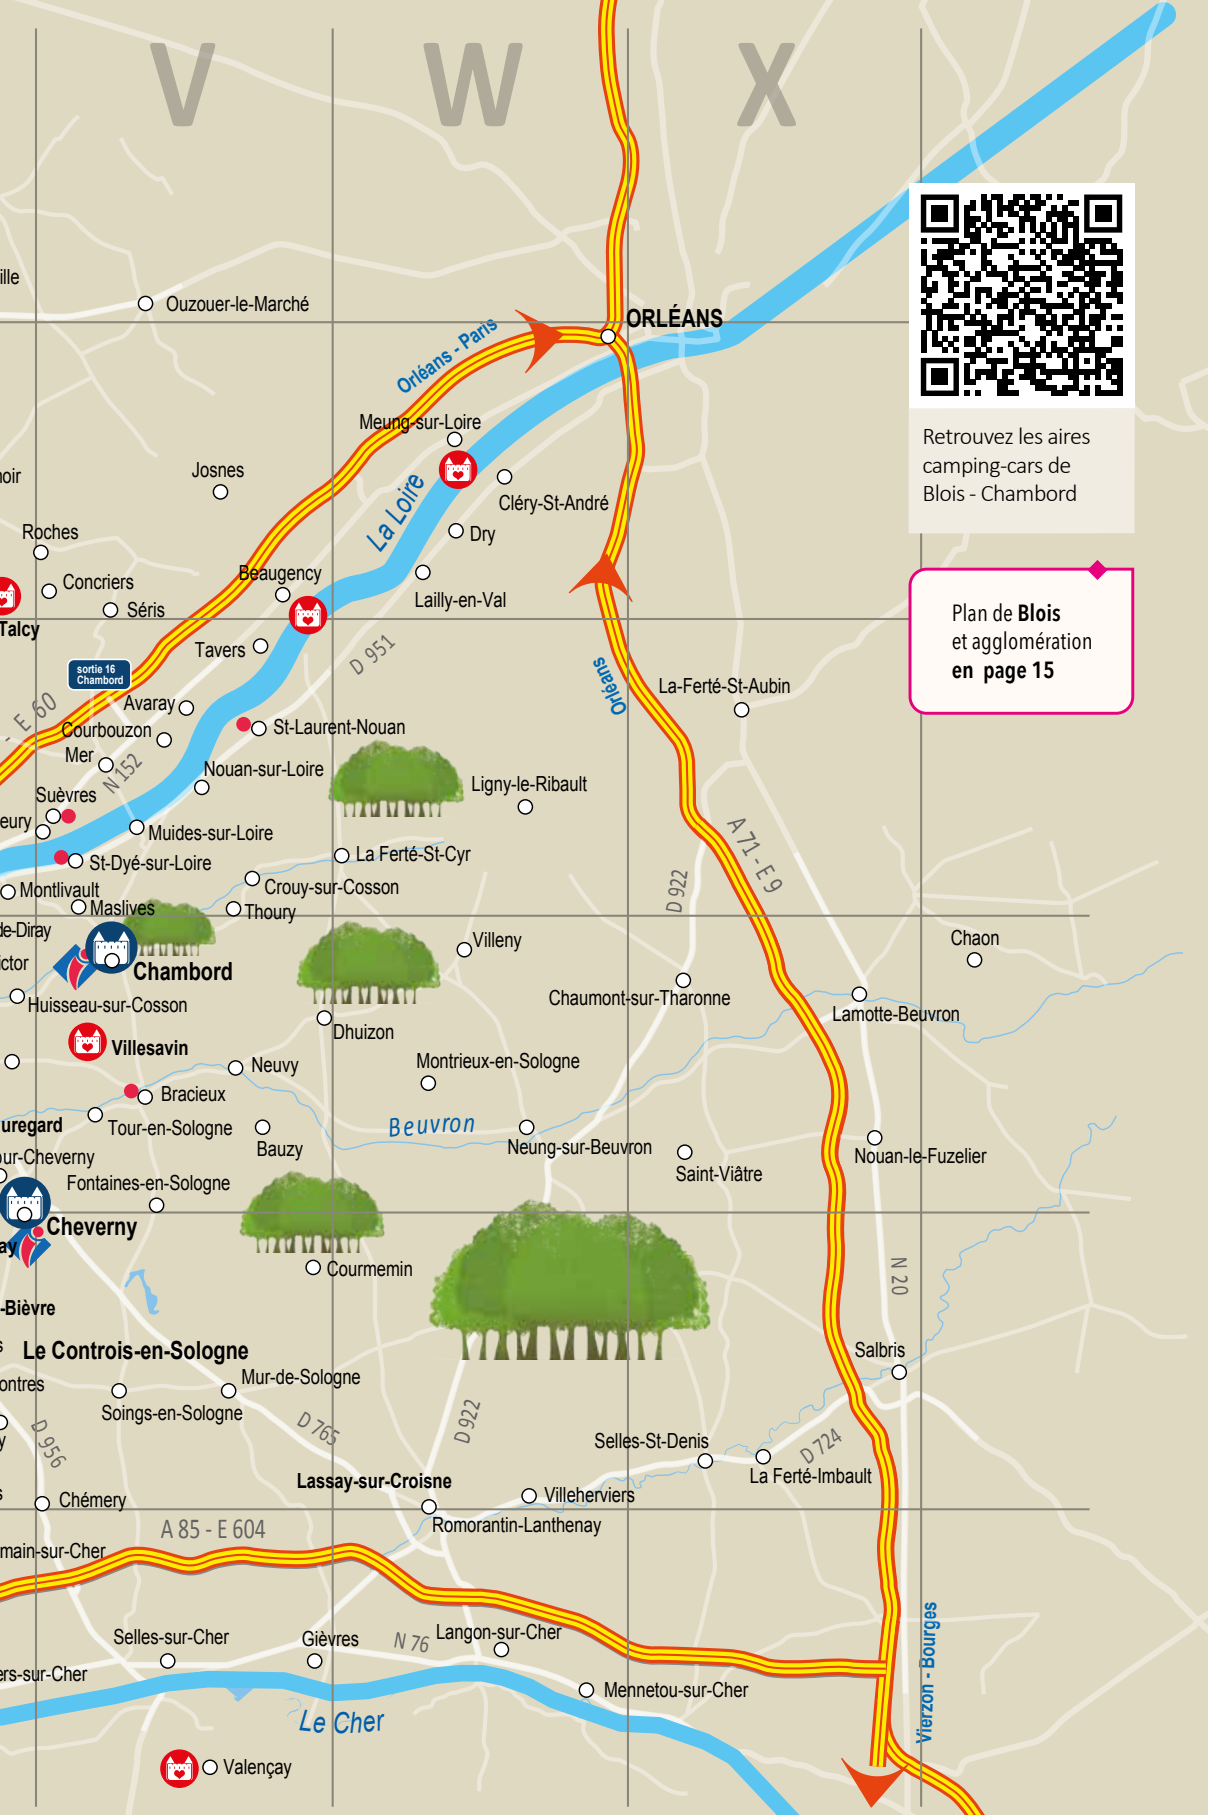 V
W
X
ille
Ouzouer-le-Marché
ORLÉANS
Orléans - Paris
Retrouvez les aires
camping-cars de
Blois - Chambord
Meung-sur-Loire
Josnes
noir
La Loire
Cléry-St-André
Roches
Dry
Beaugency
Concriers
Lailly-en-Val
Séris
Plan de Blois
et agglomération
en page 15
Talcy
Tavers
D 951
sortie 16
Chambord
Orléans
La-Ferté-St-Aubin
- E 60
Avaray
Courbouzon
St-Laurent-Nouan
Mer
N 152
Nouan-sur-Loire
Ligny-le-Ribault
Suèvres
eury
Muides-sur-Loire
A 71 - E 9
La Ferté-St-Cyr
St-Dyé-sur-Loire
Crouy-sur-Cosson
D 922
Montlivault
Maslives
Thoury
de-Diray
Villeny
Chaon
ictor
Chambord
Chaumont-sur-Tharonne
Huisseau-sur-Cosson
Lamotte-Beuvron
Dhuizon
Villesavin
Montrieux-en-Sologne
Neuvy
Bracieux
uregard
Tour-en-Sologne
Beuvron
Bauzy
Neung-sur-Beuvron
our-Cheverny
Nouan-le-Fuzelier
Saint-Viâtre
Fontaines-en-Sologne
Cheverny
ay
Courmemin
N 20
-Bièvre
s
Le Controis-en-Sologne
Salbris
Mur-de-Sologne
ontres
Soings-en-Sologne
D 765
D 922
y
D 956
Selles-St-Denis
D 724
La Ferté-Imbault
Lassay-sur-Croisne
s
Chémery
Villeherviers
Romorantin-Lanthenay
A 85 - E 604
main-sur-Cher
Selles-sur-Cher
Gièvres
N 76
Langon-sur-Cher
Vierzon - Bourges
ers-sur-Cher
Mennetou-sur-Cher
Le Cher
Valençay